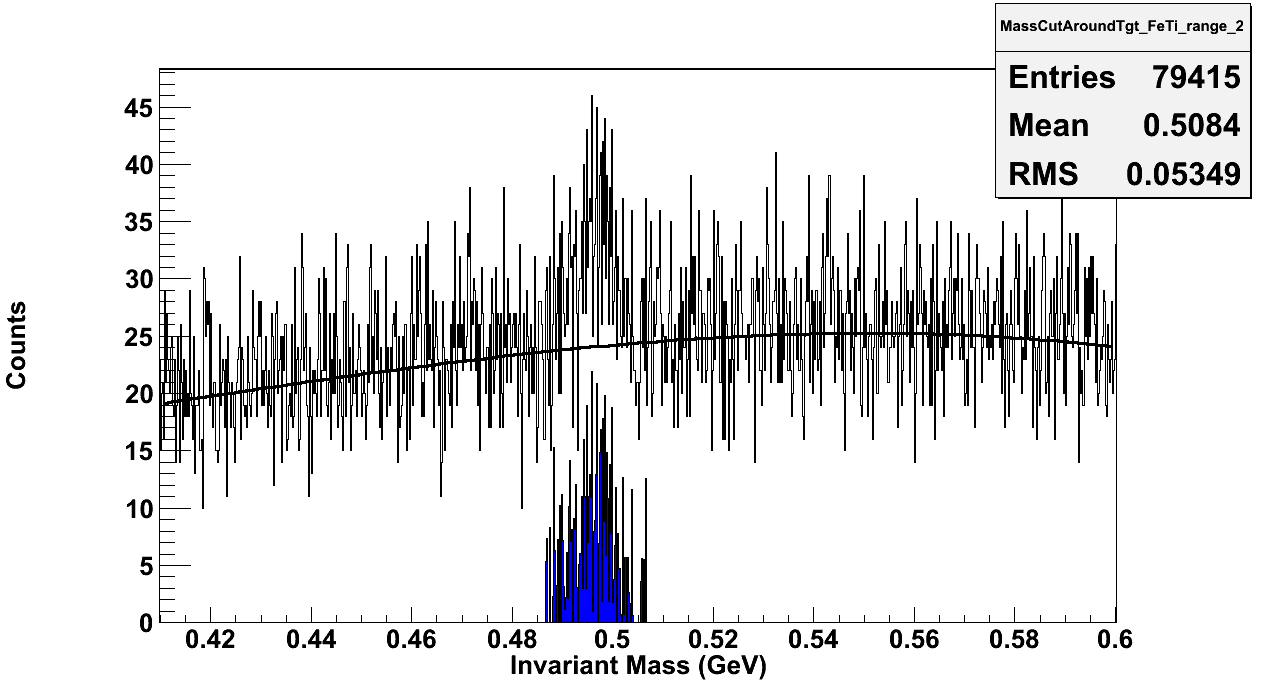 MassCutAroundTgt_FeTi_range_2
Entries 79415
Mean 0.5084
RMS 0.05349
45
40
35
30
25
20
15
10
5
0
Counts
0.42 0.44 0.46 0.48 0.5 0.52 0.54 0.56 0.58 0.6
Invariant Mass (GeV)